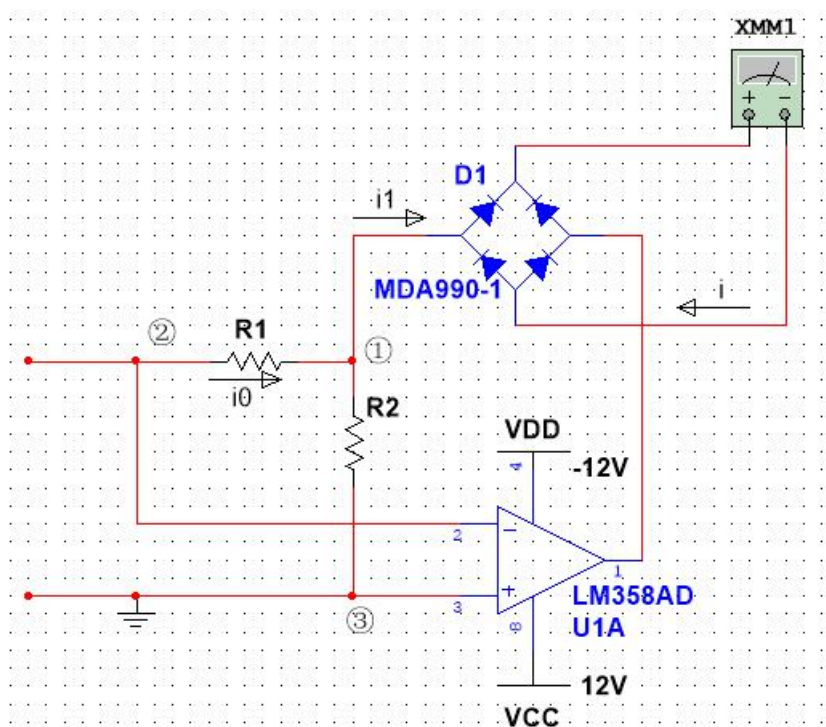 XMM1
+ −
D1
i1
MDA990-1
i
② R1
①
i0
R2
VDD
4 -12V
2 −
1
3 + LM358AD
③
8 U1A
12V
VCC